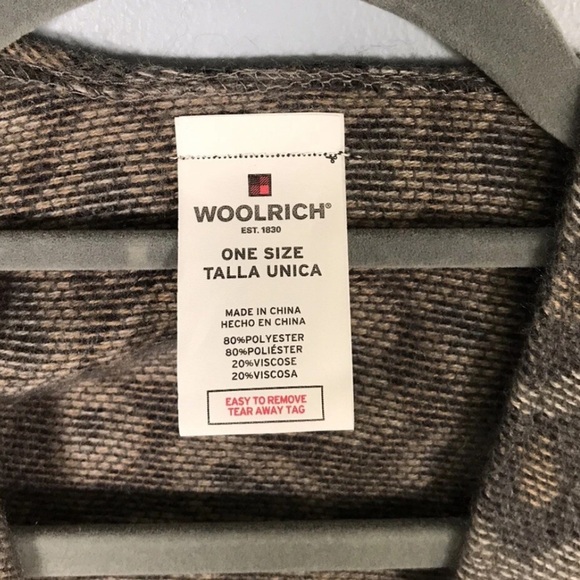 WOOLRICH®
EST. 1830
ONE SIZE
TALLA UNICA
MADE IN CHINA
HECHO EN CHINA
80%POLYESTER
80%POLIÉSTER
20%VISCOSE
20%VISCOSA
EASY TO REMOVE
TEAR AWAY TAG